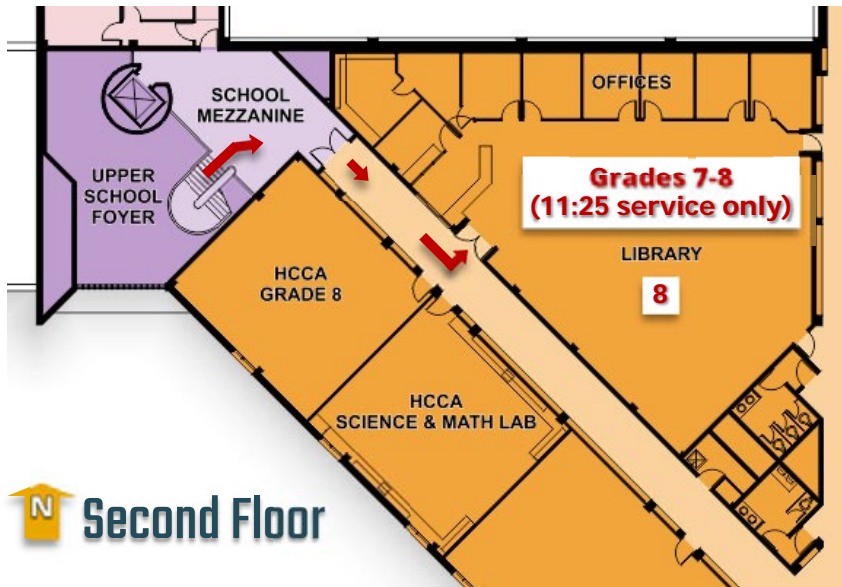 OFFICES
SCHOOL
MEZZANINE
Grades 7-8
(11:25 service only)
UPPER
SCHOOL
FOYER
LIBRARY
8
HCCA
GRADE 8
HCCA
SCIENCE & MATH LAB
N
Second Floor